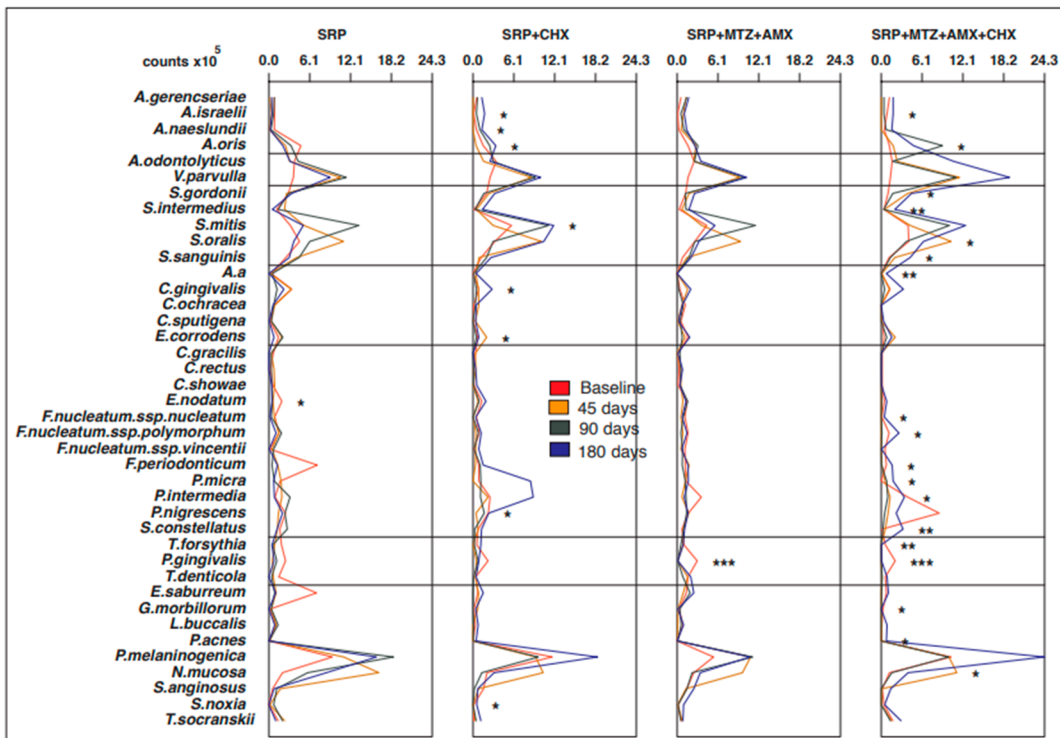 SRP SRP+CHX SRP+MTZ+AMX SRP+MTZ+AMX+CHX
counts x10^5 0.0 6.1 12.1 18.2 24.3 0.0 6.1 12.1 18.2 24.3 0.0 6.1 12.1 18.2 24.3 0.0 6.1 12.1 18.2 24.3
A.gerencseriae
A.israelii * *
A.naeslundii *
A.oris * *
A.odontolyticus
V.parvulla
S.gordonii *
S.intermedius **
S.mitis *
S.oralis *
S.sanguinis *
A.a **
C.gingivalis *
C.ochracea
C.sputigena
E.corrodens *
C.gracilis
C.rectus
C.showae
E.nodatum *
F.nucleatum.ssp.nucleatum *
F.nucleatum.ssp.polymorphum *
F.nucleatum.ssp.vincentii
F.periodonticum *
P.micra *
P.intermedia *
P.nigrescens *
S.constellatus **
T.forsythia **
P.gingivalis *** ***
T.denticola
E.saburreum
G.morbillorum *
L.buccalis
P.acnes *
P.melaninogenica
N.mucosa *
S.anginosus
S.noxia *
T.socranskii
Baseline
45 days
90 days
180 days